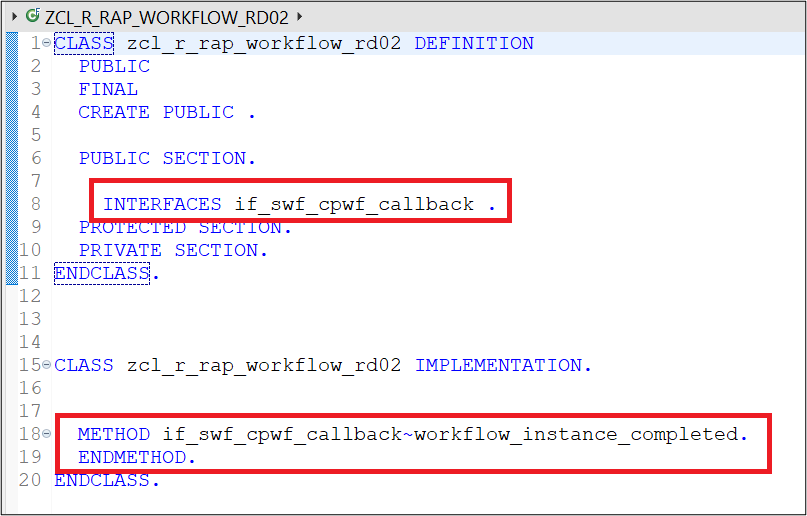 ZCL_R_RAP_WORKFLOW_RD02
1 CLASS zcl_r_rap_workflow_rd02 DEFINITION
2 PUBLIC
3 FINAL
4 CREATE PUBLIC .
5
6 PUBLIC SECTION.
7
8 INTERFACES if_swf_cpwf_callback .
9 PROTECTED SECTION.
10 PRIVATE SECTION.
11 ENDCLASS.
12
13
14
15 CLASS zcl_r_rap_workflow_rd02 IMPLEMENTATION.
16
17
18 METHOD if_swf_cpwf_callback~workflow_instance_completed.
19 ENDMETHOD.
20 ENDCLASS.